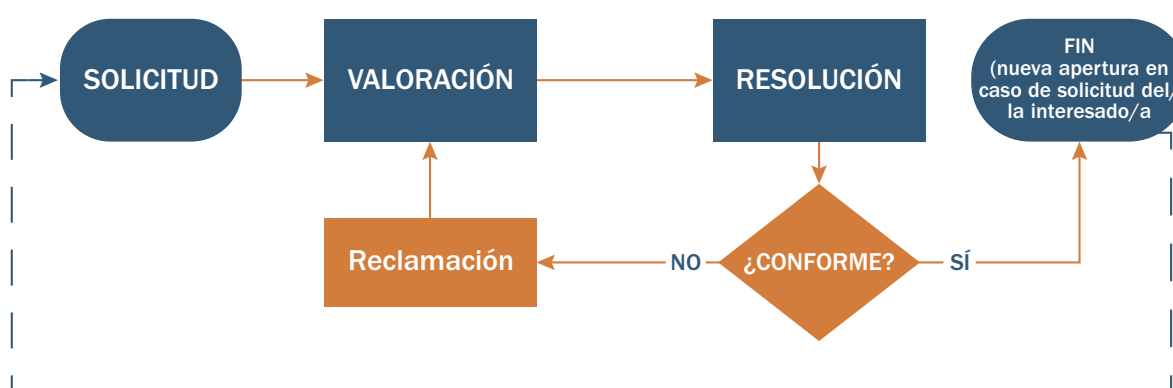 SOLICITUD
VALORACIÓN
RESOLUCIÓN
FIN
(nueva apertura en
caso de solicitud del/
la interesado/a
Reclamación
NO
¿CONFORME?
SÍ